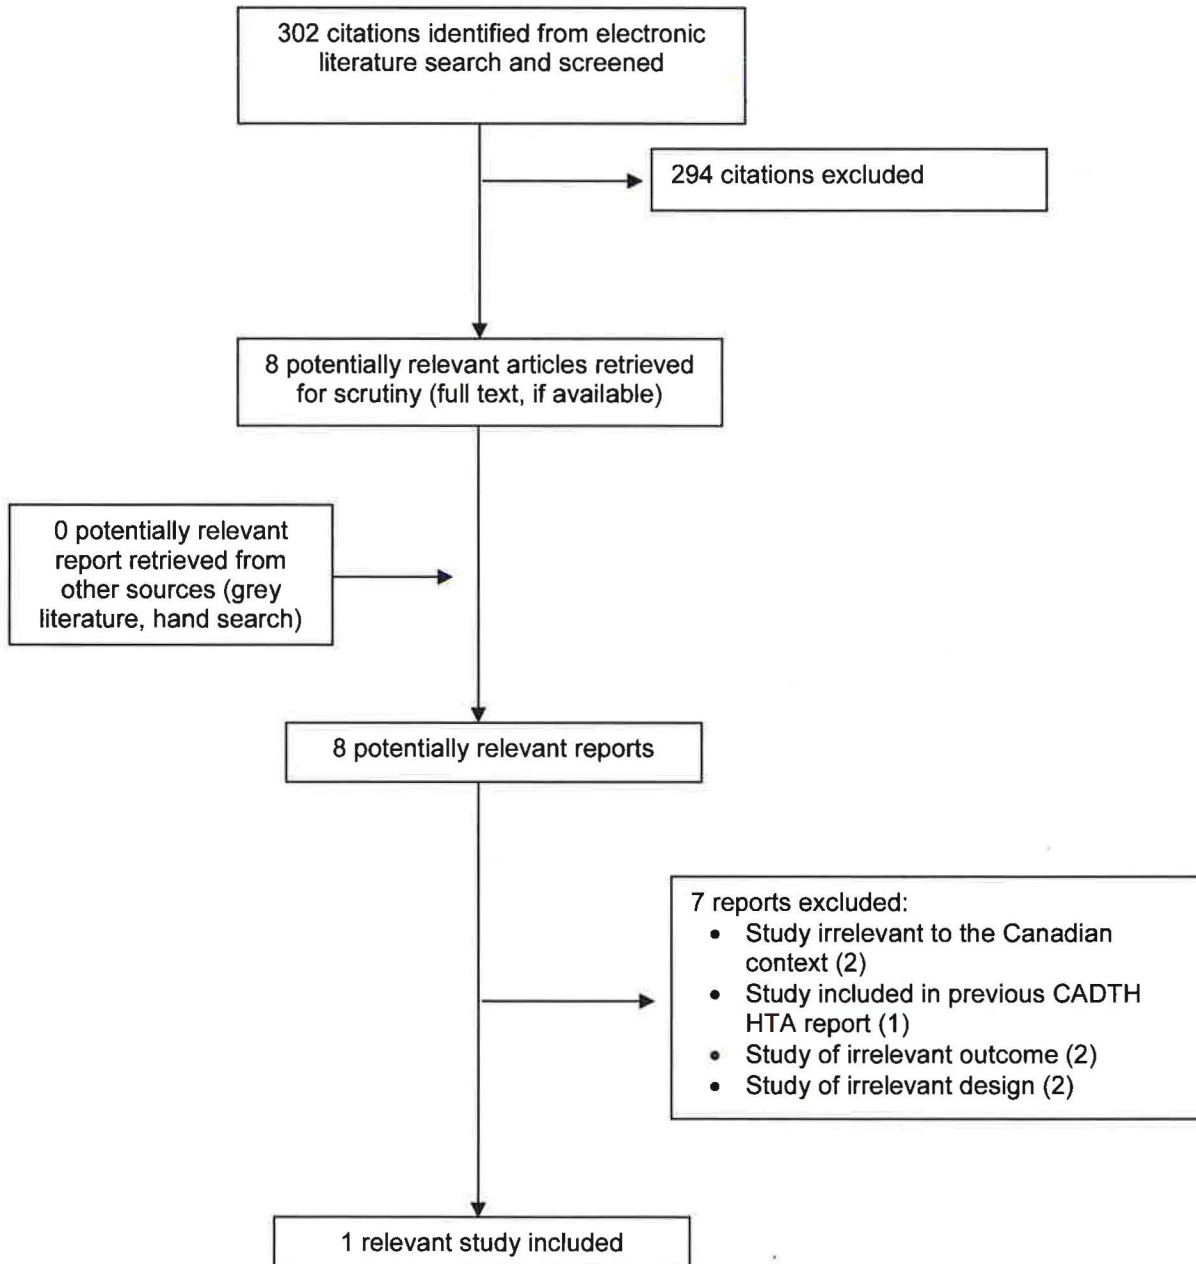 302 citations identified from electronic
literature search and screened
294 citations excluded
8 potentially relevant articles retrieved
for scrutiny (full text, if available)
0 potentially relevant
report retrieved from
other sources (grey
literature, hand search)
8 potentially relevant reports
7 reports excluded:
• Study irrelevant to the Canadian
context (2)
• Study included in previous CADTH
HTA report (1)
• Study of irrelevant outcome (2)
• Study of irrelevant design (2)
1 relevant study included